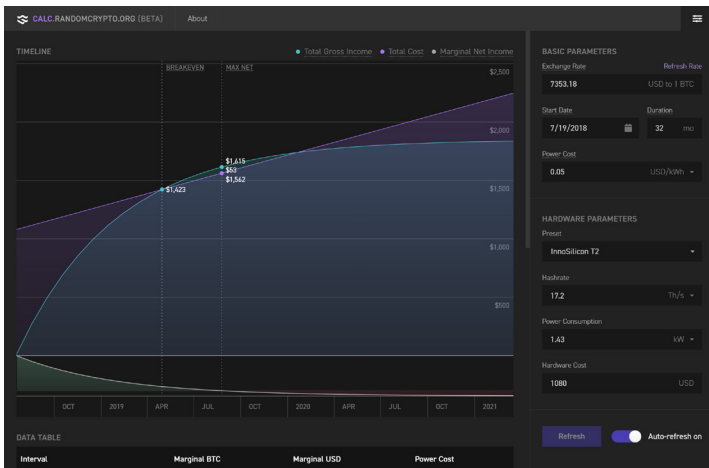 CALC.RANDOMCRYPTO.ORG [BETA] About
TIMELINE
Total Gross Income Total Cost Marginal Net Income
BREAKEVEN MAX NET
$2,500
$2,000
$1,500
$1,000
$500
$1,423
$1,615
$53
$1,562
OCT 2019 APR JUL OCT 2020 APR JUL OCT 2021
DATA TABLE
Interval Marginal BTC Marginal USD Power Cost
BASIC PARAMETERS
Exchange Rate Refresh Rate
7353.18 USD to 1 BTC
Start Date Duration
7/19/2018 32 mo
Power Cost
0.05 USD/kWh
HARDWARE PARAMETERS
Preset
InnoSilicon T2
Hashrate
17.2 Th/s
Power Consumption
1.43 kW
Hardware Cost
1080 USD
Refresh Auto-refresh on